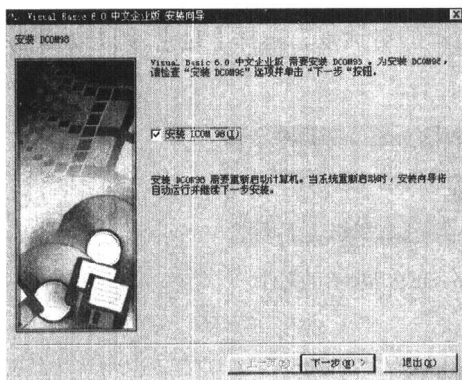 Visual Basic 6.0 中文企业版 安装向导
安装 DCOM98
Visual Basic 6.0 中文企业版 需要安装 DCOM98 。为安装 DCOM98，
请检查 “安装 DCOM98” 选项并单击 “下一步 “按钮。
安装 DCOM 98(I)
安装 DCOM98 需要重新启动计算机。当系统重新启动时，安装向导将
自动运行并继续下一步安装。
< 上一步(B)
下一步(N) >
退出(X)